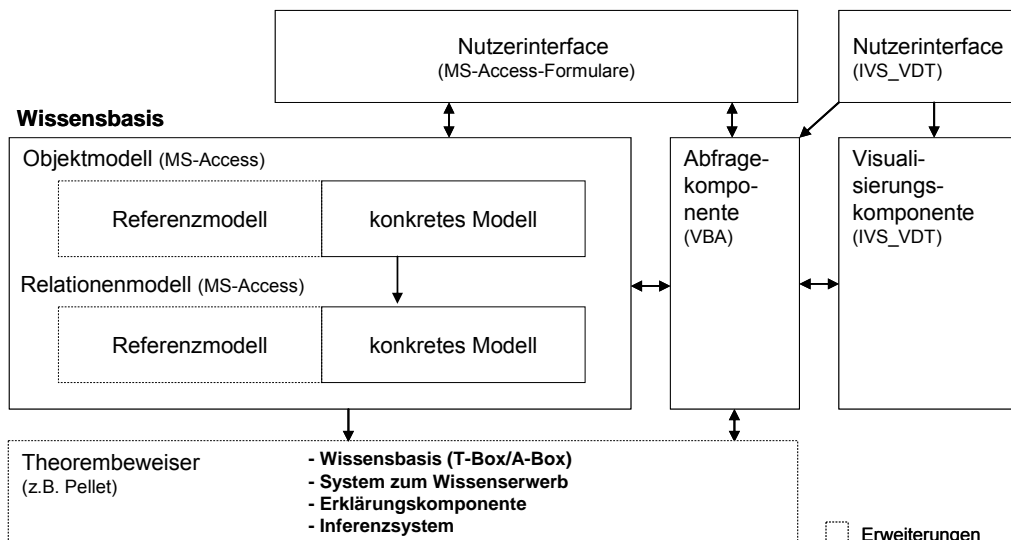 Nutzerinterface
(MS-Access-Formulare)
Nutzerinterface
(IVS_VDT)
Wissensbasis
Objektmodell (MS-Access)
Referenzmodell
konkretes Modell
Relationenmodell (MS-Access)
Referenzmodell
konkretes Modell
Abfrage-
kompo-
nente
(VBA)
Visuali-
sierungs-
komponente
(IVS_VDT)
Theorembeweiser
(z.B. Pellet)
- Wissensbasis (T-Box/A-Box)
- System zum Wissenserwerb
- Erklärungskomponente
- Inferenzsystem
Erweiterungen